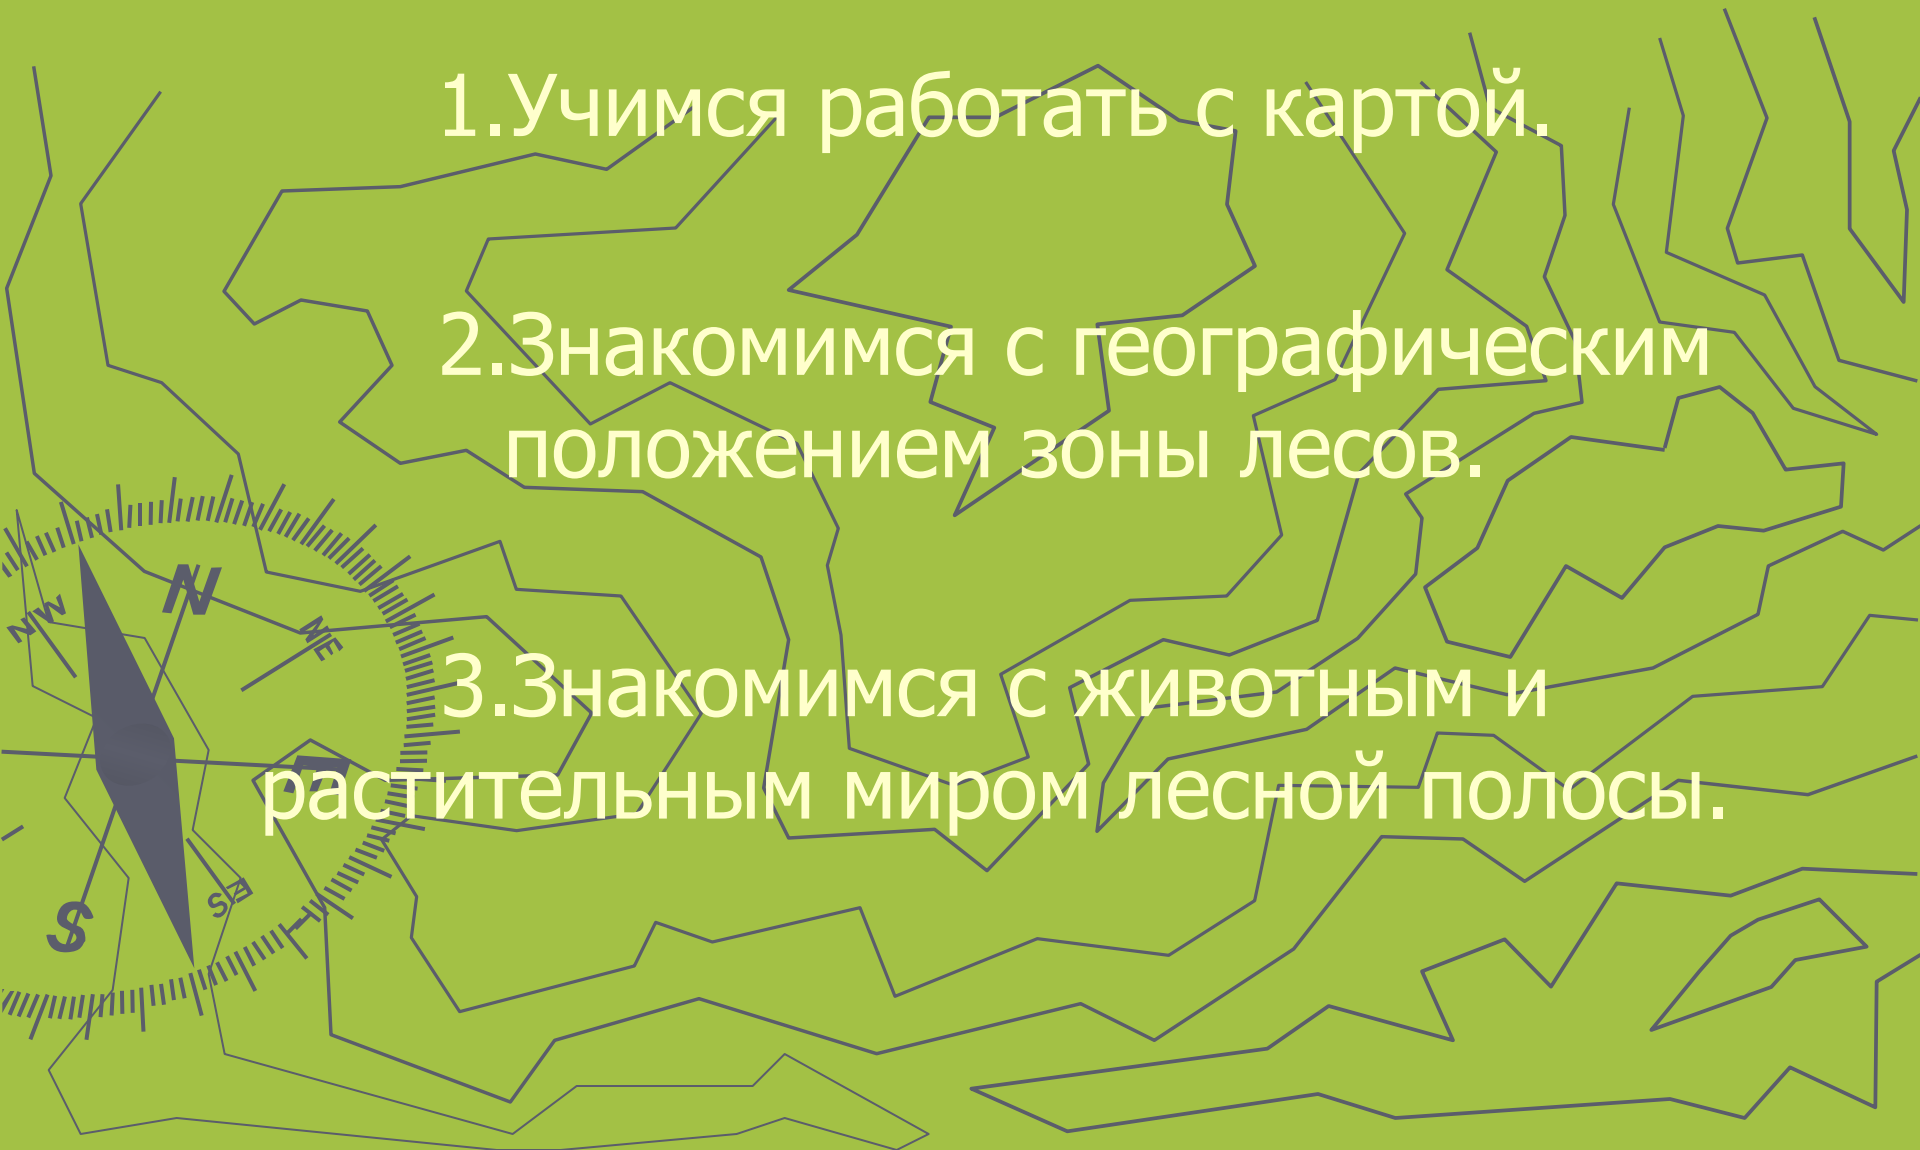 1.Учимся работать с картой.
2.Знакомимся с географическим
положением зоны лесов.
NW
N
NE
3.Знакомимся с животным и
E
растительным миром лесной полосы.
S
SE